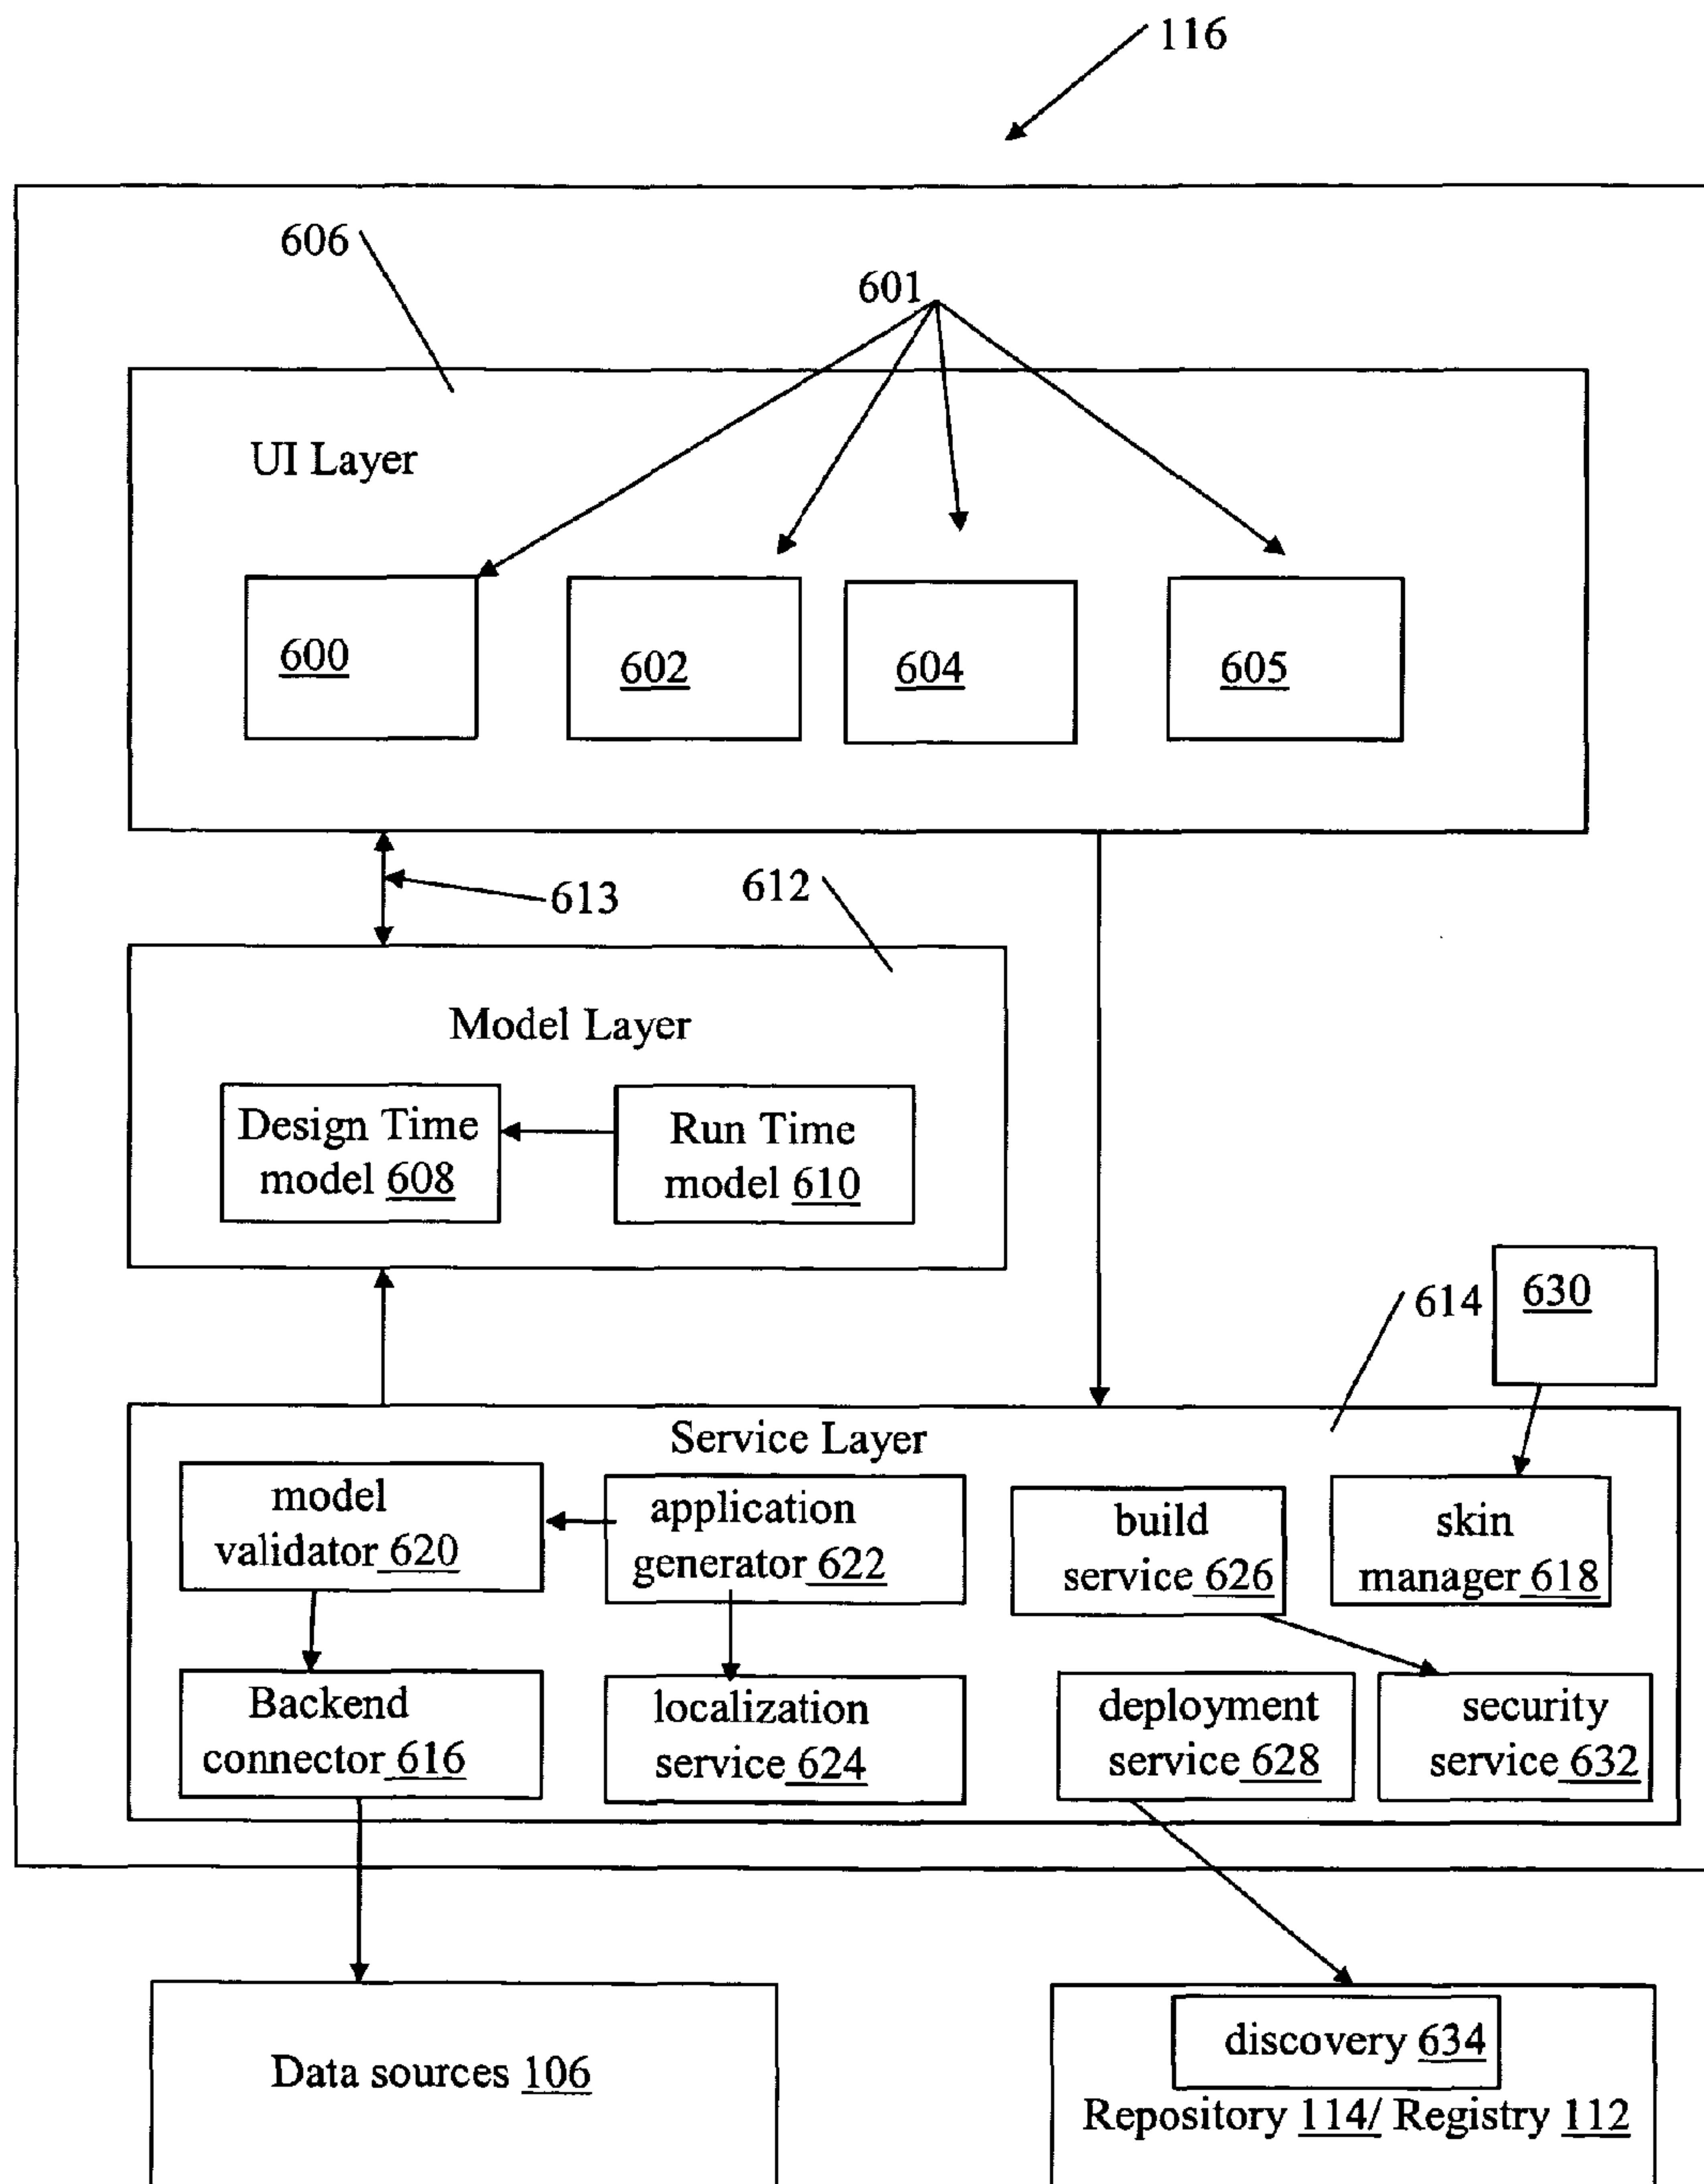 116
606
601
UI Layer
600
602
604
605
613
612
Model Layer
Design Time
model 608
Run Time
model 610
630
614
Service Layer
model
validator 620
application
generator 622
build
service 626
skin
manager 618
Backend
connector 616
localization
service 624
deployment
service 628
security
service 632
Data sources 106
discovery 634
Repository 114/ Registry 112